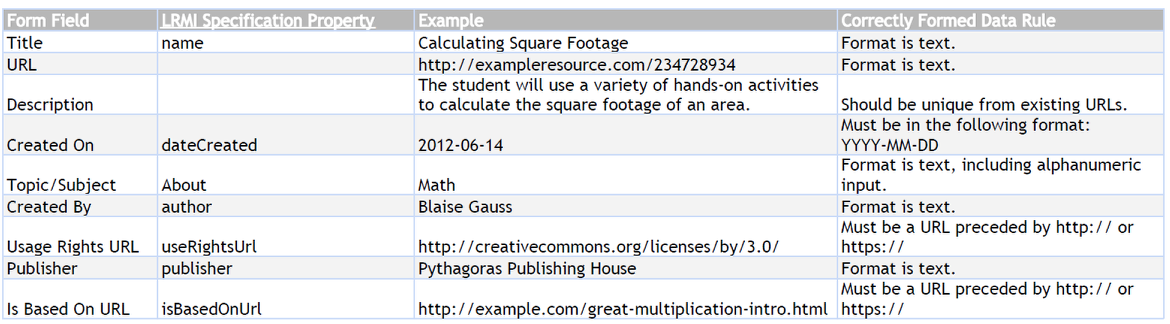 Form Field LRMI Specification Property Example Correctly Formed Data Rule
Title name Calculating Square Footage Format is text.
URL http://exampleresource.com/234728934 Format is text.
The student will use a variety of hands-on activities
Description to calculate the square footage of an area. Should be unique from existing URLs.
Must be in the following format:
Created On dateCreated 2012-06-14 YYYY-MM-DD
Format is text, including alphanumeric
Topic/Subject About Math input.
Created By author Blaise Gauss Format is text.
Must be a URL preceded by http:// or
Usage Rights URL useRightsUrl http://creativecommons.org/licenses/by/3.0/ https://
Publisher publisher Pythagoras Publishing House Format is text.
Must be a URL preceded by http:// or
Is Based On URL isBasedOnUrl http://example.com/great-multiplication-intro.html https://